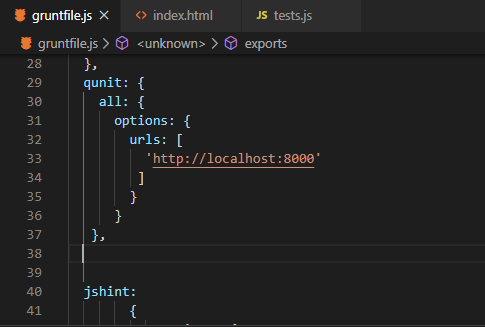 gruntfile.js × <> index.html JS tests.js
gruntfile.js > <unknown> > exports
28 },
29 qunit: {
30 all: {
31 options: {
32 urls: [
33 'http://localhost:8000'
34 ]
35 }
36 }
37 },
38
39
40 jshint:
41 {